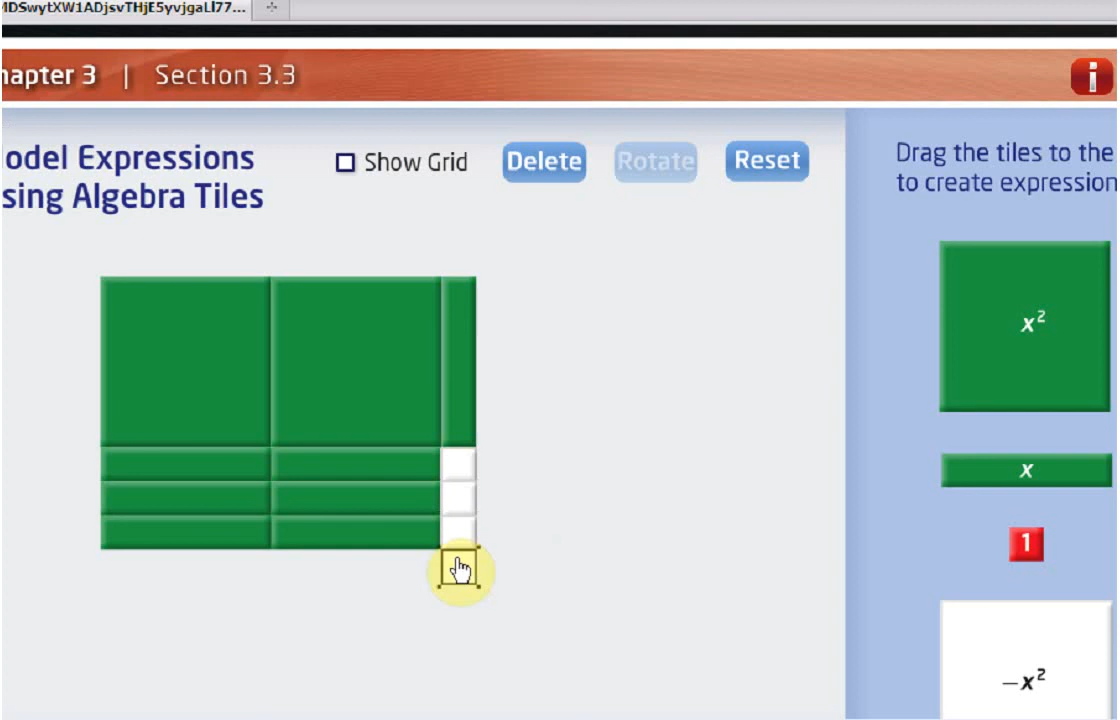 MDSwytXW1ADjsvTHjE5yvjgaLl77...
hapter 3 | Section 3.3
i
odel Expressions
sing Algebra Tiles
Show Grid
Delete
Rotate
Reset
Drag the tiles to the
to create expression
x²
x
1
−x²